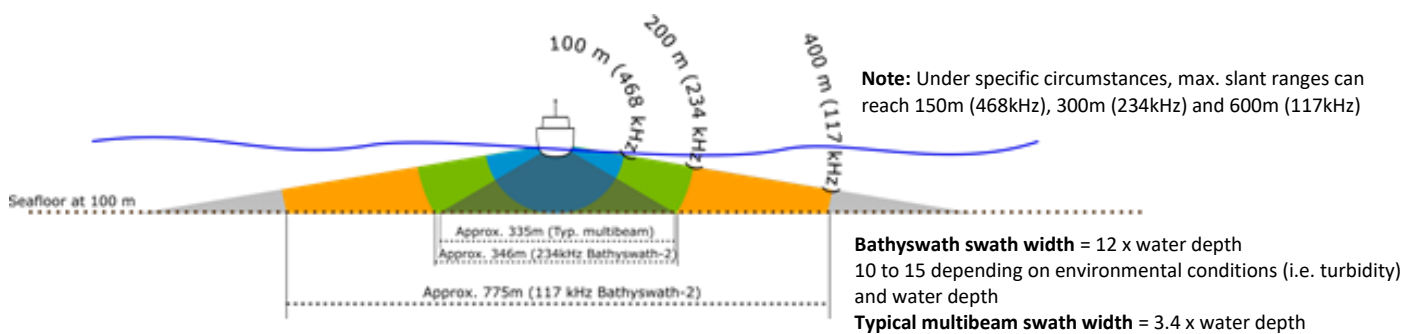 100 m (468 kHz)
200 m (234 kHz)
400 m (117 kHz)
Note: Under specific circumstances, max. slant ranges can
reach 150m (468kHz), 300m (234kHz) and 600m (117kHz)
Seafloor at 100 m
Approx. 335m (Typ. multibeam)
Approx. 346m (234kHz Bathyswath-2)
Approx. 775m (117 kHz Bathyswath-2)
Bathyswath swath width = 12 x water depth
10 to 15 depending on environmental conditions (i.e. turbidity)
and water depth
Typical multibeam swath width = 3.4 x water depth